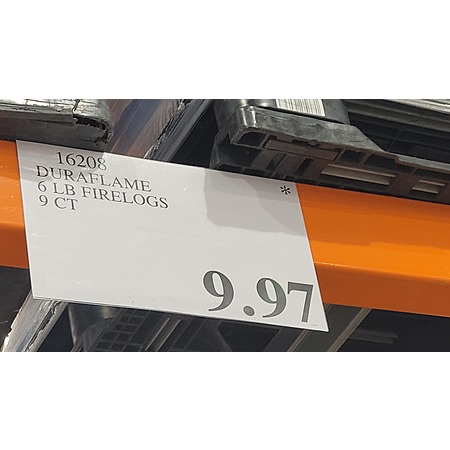 16208
*
DURAFLAME
6 LB FIRELOGS
9 CT
9.97